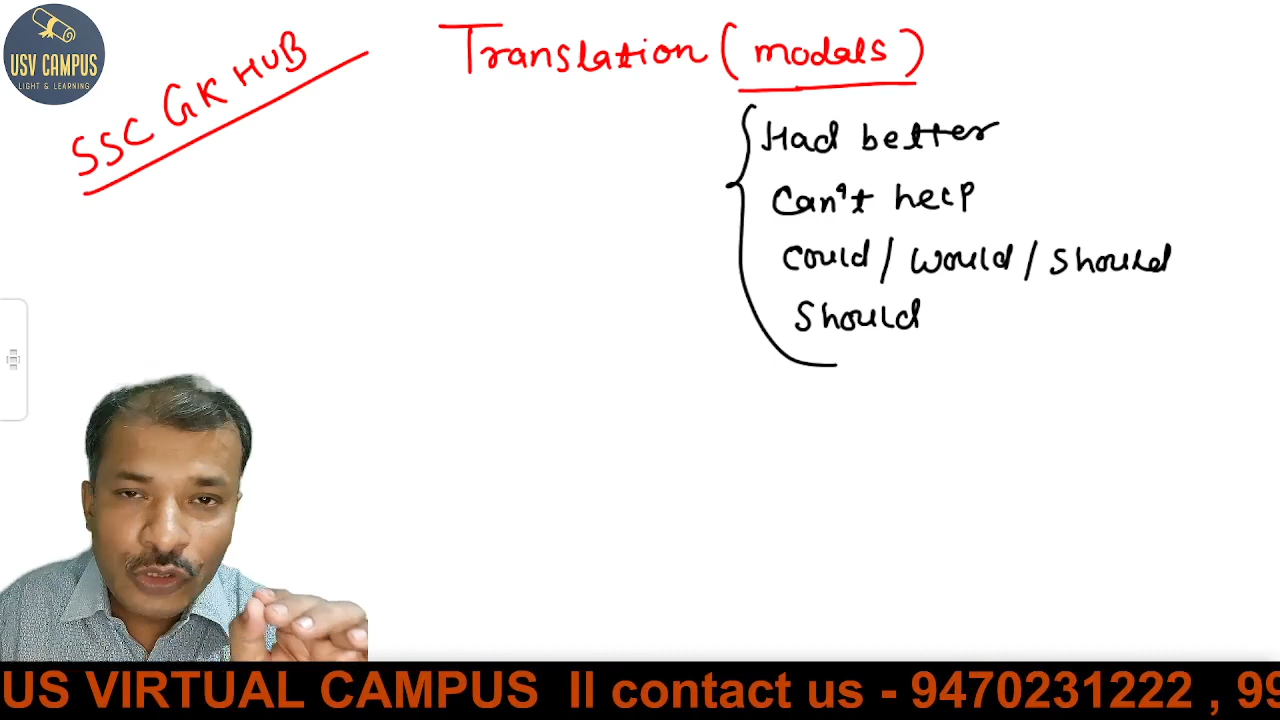 USV CAMPUS
LIGHT & LEARNING
SSC GK HUB
Translation (modals)
Had better
Can't help
Could / Would / Should
Should
US VIRTUAL CAMPUS II contact us - 9470231222 , 99